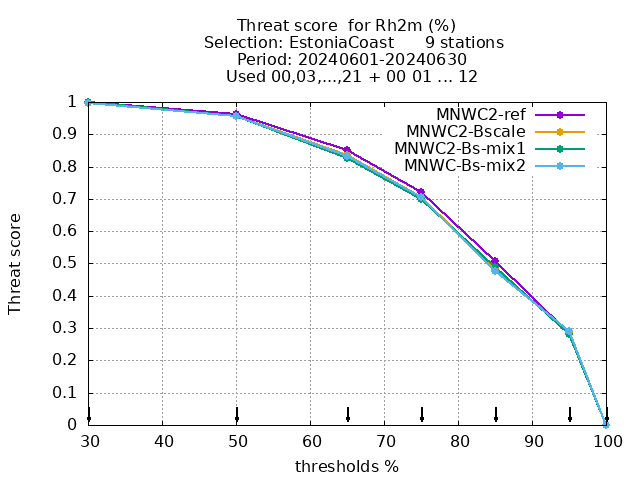 Threat score  for Rh2m (%)
Selection: EstoniaCoast      9 stations
Period: 20240601-20240630
Used 00,03,...,21 + 00 01 ... 12
MNWC2-ref
MNWC2-Bscale
MNWC2-Bs-mix1
MNWC-Bs-mix2
1
0.9
0.8
0.7
0.6
0.5
0.4
0.3
0.2
0.1
0
Threat score
30 40 50 60 70 80 90 100
thresholds %